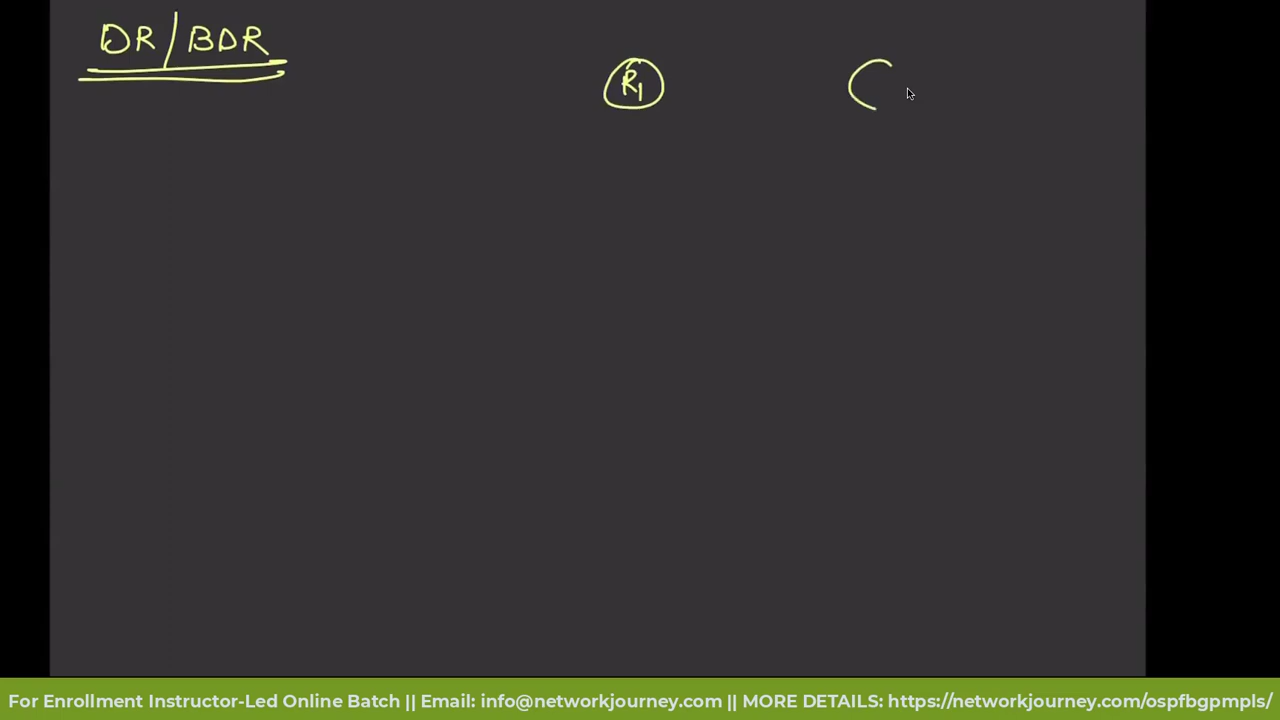 DR/BDR
R1
For Enrollment Instructor-Led Online Batch || Email: info@networkjourney.com || MORE DETAILS: https://networkjourney.com/ospfbgpmpls/